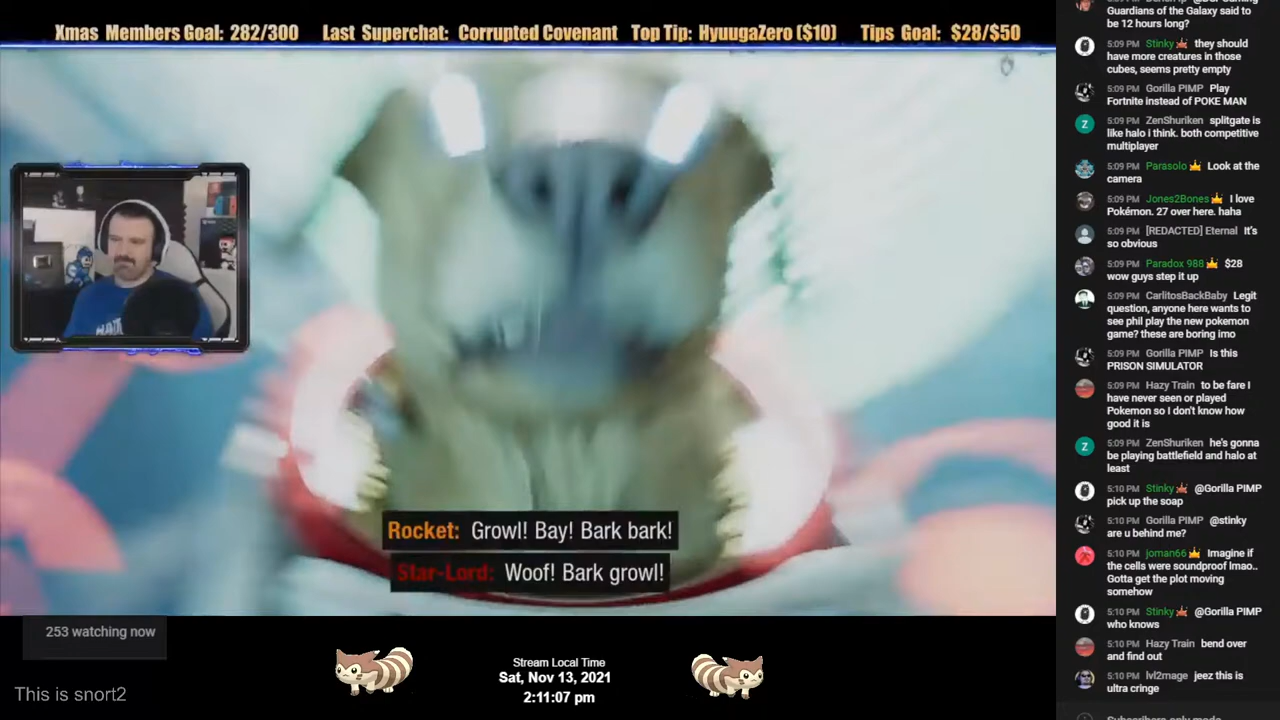 Xmas Members Goal: 282/300 Last Superchat: Corrupted Covenant Top Tip: HyuugaZero ($10) Tips Goal: $28/$50
Rocket: Growl! Bay! Bark bark!
Star-Lord: Woof! Bark growl!
253 watching now
This is snort2
Stream Local Time
Sat, Nov 13, 2021
2:11:07 pm
Guardians of the Galaxy said to
be 12 hours long?
5:09 PM Stinky they should
have more creatures in those
cubes, seems pretty empty
5:09 PM Gorilla PIMP Play
Fortnite instead of POKE MAN
Z
5:09 PM ZenShuriken splitgate is
like halo i think. both competitive
multiplayer
5:09 PM Parasolo Look at the
camera
5:09 PM Jones2Bones I love
Pokémon. 27 over here. haha
5:09 PM [REDACTED] Eternal It's
so obvious
5:09 PM Paradox 988 $28
wow guys step it up
5:09 PM CarlitosBackBaby Legit
question, anyone here wants to
see phil play the new pokemon
game? these are boring imo
5:09 PM Gorilla PIMP Is this
PRISON SIMULATOR
5:09 PM Hazy Train to be fare I
have never seen or played
Pokemon so I don't know how
good it is
Z
5:09 PM ZenShuriken he's gonna
be playing battlefield and halo at
least
5:10 PM Stinky @Gorilla PIMP
pick up the soap
5:10 PM Gorilla PIMP @stinky
are u behind me?
5:10 PM joman66 Imagine if
the cells were soundproof lmao..
Gotta get the plot moving
somehow
5:10 PM Stinky @Gorilla PIMP
who knows
5:10 PM Hazy Train bend over
and find out
5:10 PM lvl2mage jeez this is
ultra cringe
Subscribers-only mode